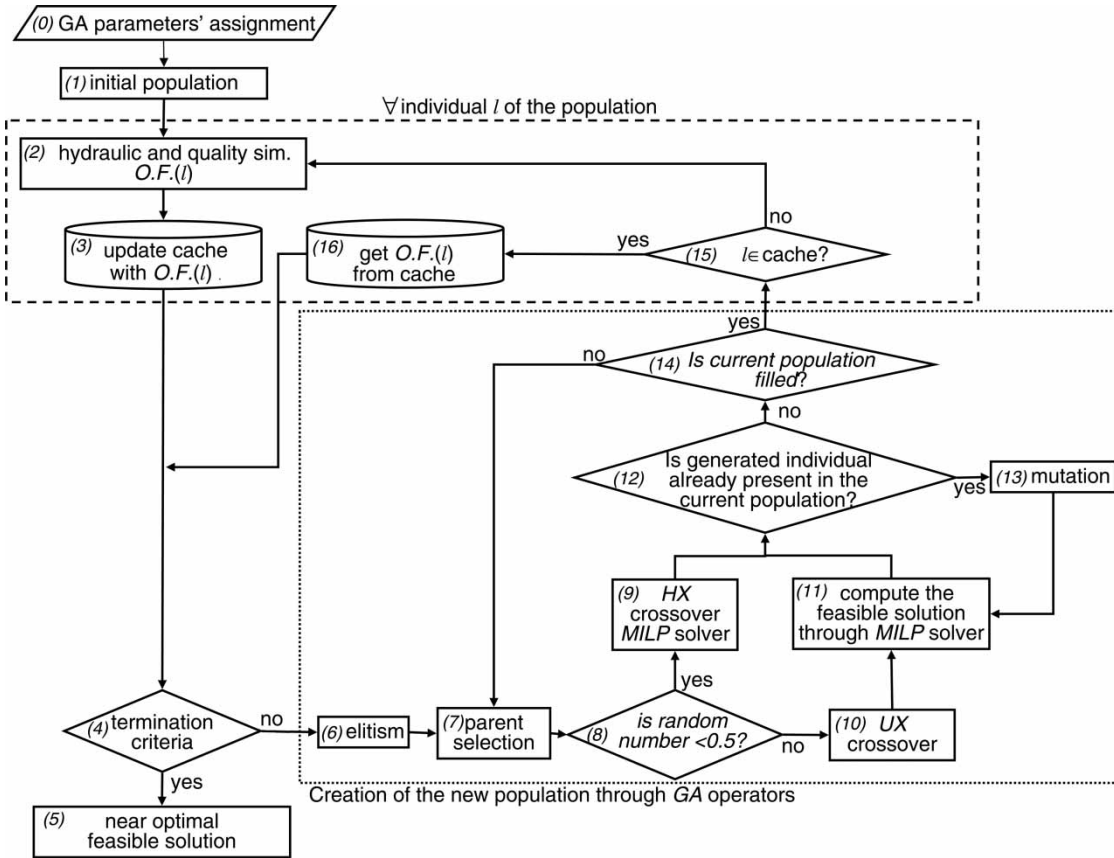 (0) GA parameters' assignment
(1) initial population
∀ individual l of the population
(2) hydraulic and quality sim.
O.F.(l)
no
(3) update cache
with O.F.(l) .
(16) get O.F.(l)
from cache
yes
(15) l∈ cache?
yes
no
(14) Is current population
filled?
no
(12) Is generated individual
already present in the
current population?
yes
(13) mutation
(9) HX
crossover
MILP solver
(11) compute the
feasible solution
through MILP solver
yes
(4) termination
criteria
no
(6) elitism
(7) parent
selection
(8) is random
number <0.5?
no
(10) UX
crossover
yes
Creation of the new population through GA operators
(5) near optimal
feasible solution